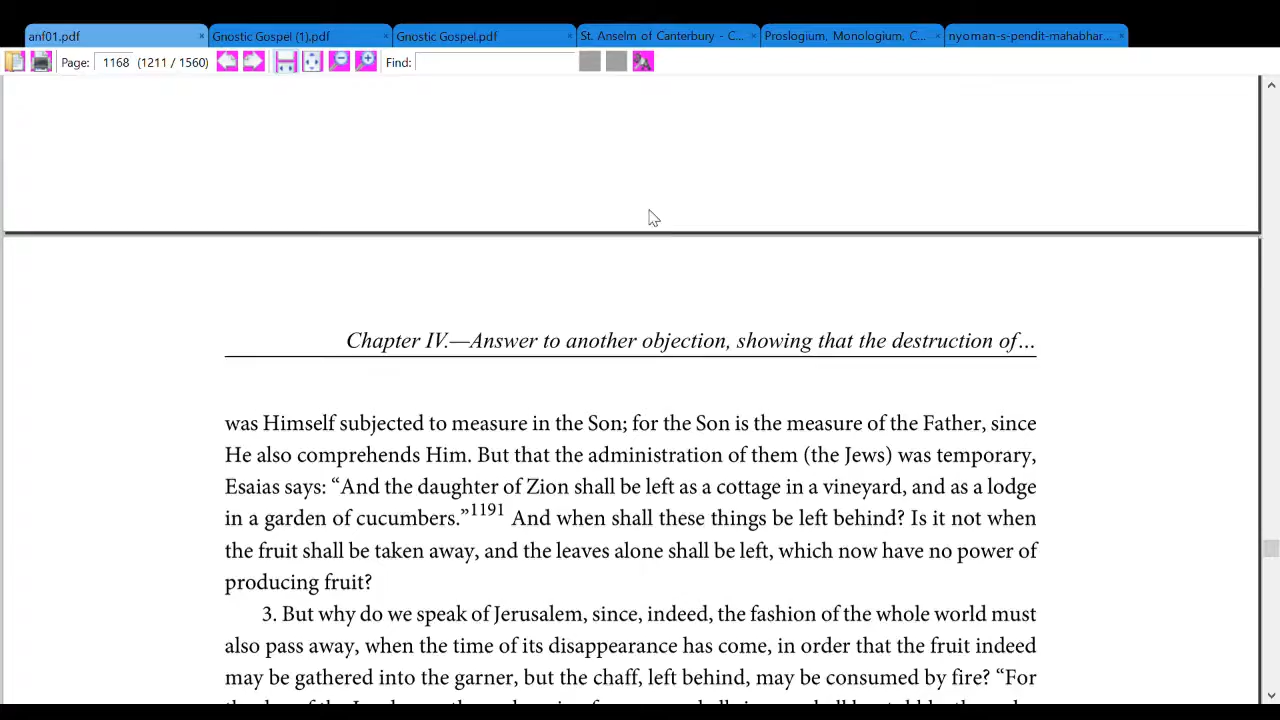 anf01.pdf
Gnostic Gospel (1).pdf
Gnostic Gospel.pdf
St. Anselm of Canterbury - C...
Proslogium, Monologium, C...
nyoman-s-pendit-mahabhar...
Page: 1168 (1211 / 1560) Find:
Chapter IV.—Answer to another objection, showing that the destruction of…
was Himself subjected to measure in the Son; for the Son is the measure of the Father, since
He also comprehends Him. But that the administration of them (the Jews) was temporary,
Esaias says: “And the daughter of Zion shall be left as a cottage in a vineyard, and as a lodge
in a garden of cucumbers.”1191 And when shall these things be left behind? Is it not when
the fruit shall be taken away, and the leaves alone shall be left, which now have no power of
producing fruit?
3. But why do we speak of Jerusalem, since, indeed, the fashion of the whole world must
also pass away, when the time of its disappearance has come, in order that the fruit indeed
may be gathered into the garner, but the chaff, left behind, may be consumed by fire? “For